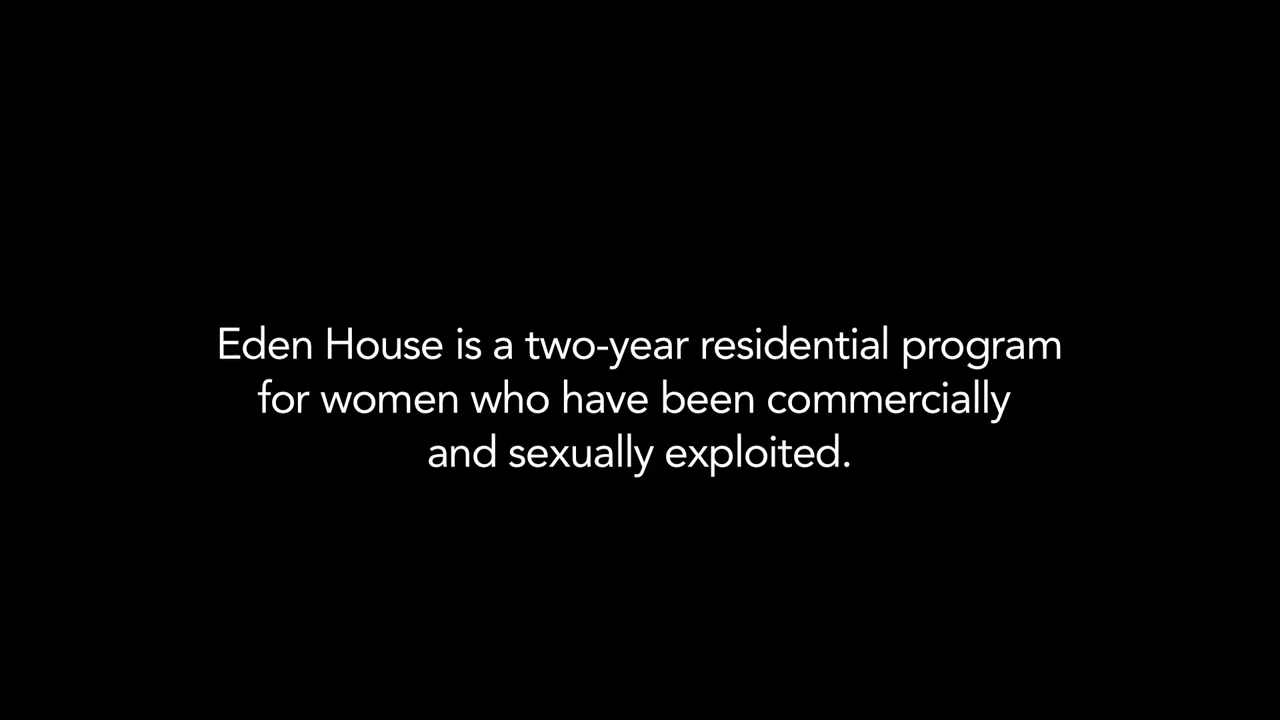 Eden House is a two-year residential program
for women who have been commercially
and sexually exploited.